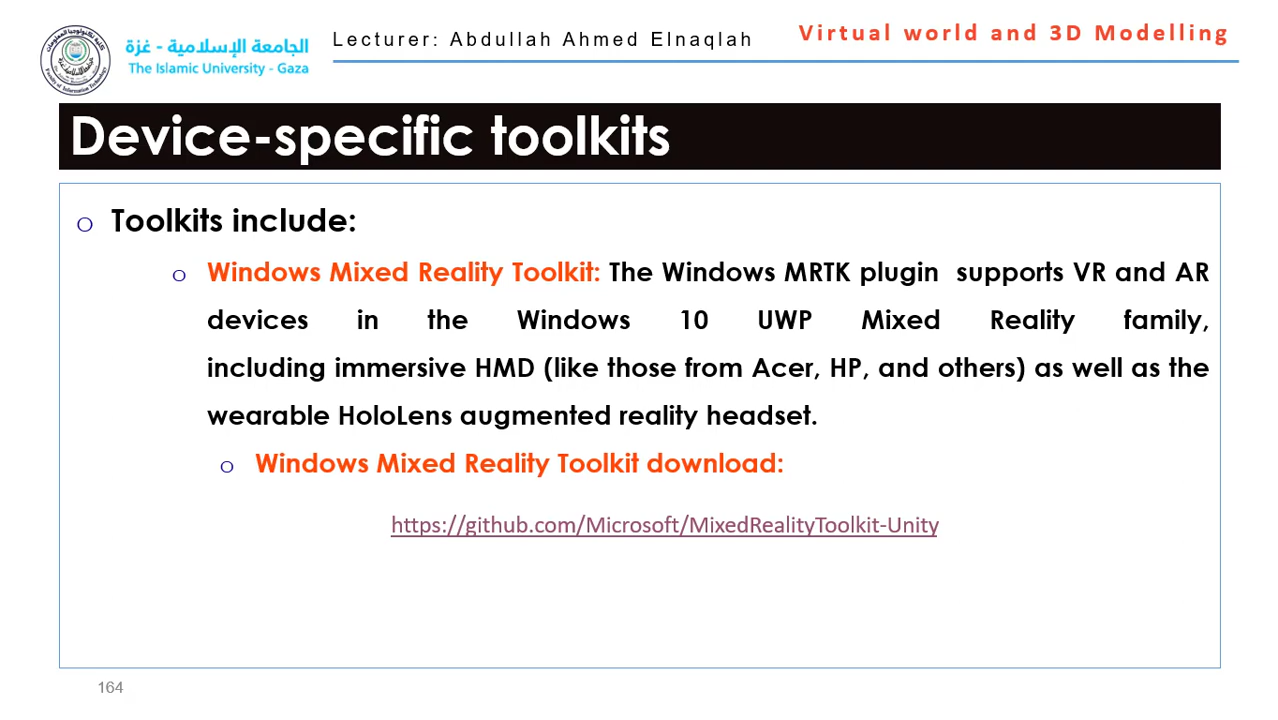 الجامعة الإسلامية - غزة
The Islamic University - Gaza
Lecturer: Abdullah Ahmed Elnaqlah
Virtual world and 3D Modelling
Device-specific toolkits
o Toolkits include:
o Windows Mixed Reality Toolkit: The Windows MRTK plugin supports VR and AR
devices in the Windows 10 UWP Mixed Reality family,
including immersive HMD (like those from Acer, HP, and others) as well as the
wearable HoloLens augmented reality headset.
o Windows Mixed Reality Toolkit download:
https://github.com/Microsoft/MixedRealityToolkit-Unity
164